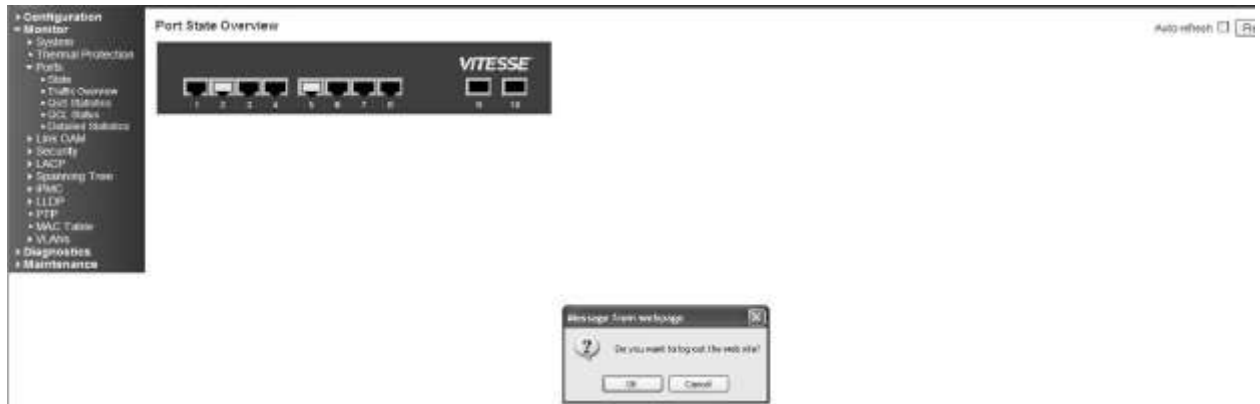 Configuration
Monitor
System
Thermal Protection
Ports
State
Traffic Overview
QoS Statistics
QCL Status
Detailed Statistics
Link OAM
Security
LACP
Spanning Tree
IPMC
LLDP
PTP
MAC Table
VLANs
Diagnostics
Maintenance
Port State Overview
Auto-refresh
VITESSE
1 2 3 4 5 6 7 8 9 10
Message from webpage
Do you want to log out the web site?
OK Cancel